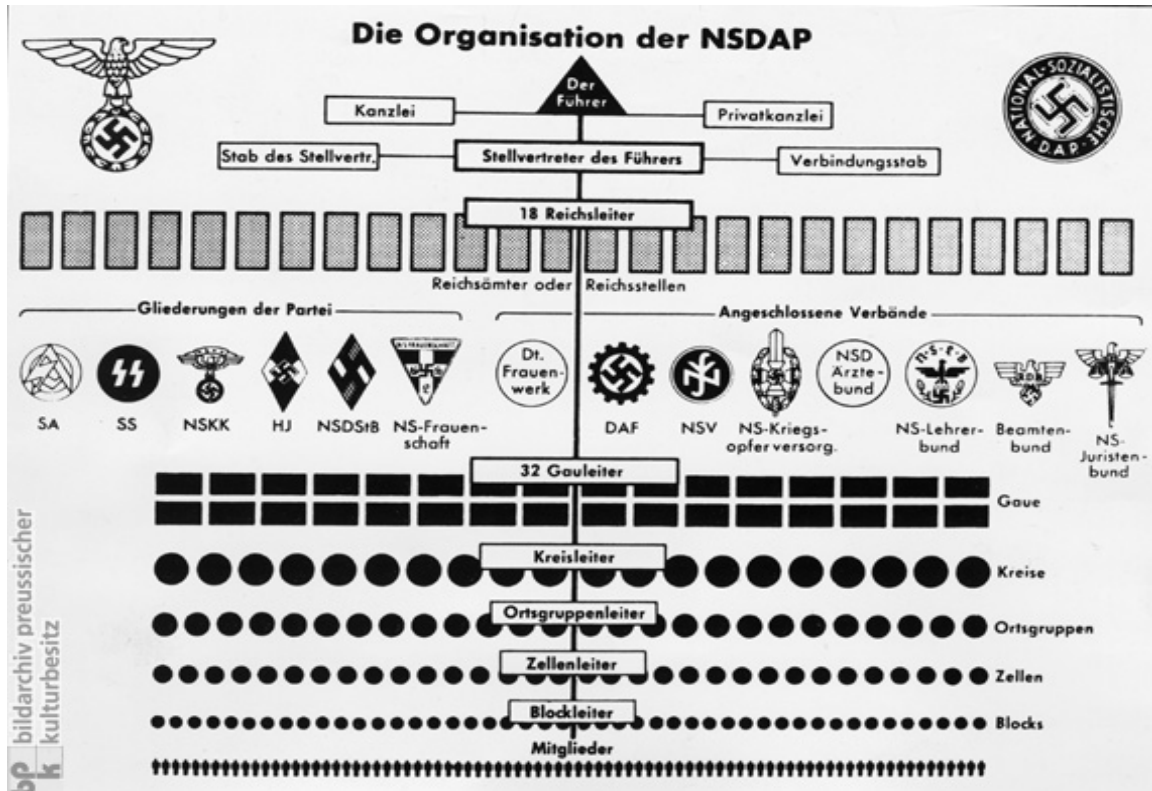 Die Organisation der NSDAP
Der
Führer
Kanzlei
Privatkanzlei
Stab des Stellvertr.
Stellvertreter des Führers
Verbindungsstab
NATIONAL-SOZIALISTISCHE
D.A.P.
18 Reichsleiter
Reichsämter oder Reichsstellen
Gliederungen der Partei
Angeschlossene Verbände
SA
SS
NSKK
HJ
NSDStB
NS-Frauen-
schaft
Dt.
Frauen-
werk
DAF
NSV
NS-Kriegs-
opferversorg.
NSD
Ärzte-
bund
N.S.L.B
NS-Lehrer-
bund
R.D.B
Beamten-
bund
NS-
Juristen-
bund
32 Gauleiter
Gaue
Kreisleiter
Kreise
Ortsgruppenleiter
Ortsgruppen
Zellenleiter
Zellen
Blockleiter
Blocks
Mitglieder
bpk
bildarchiv preussischer
kulturbesitz